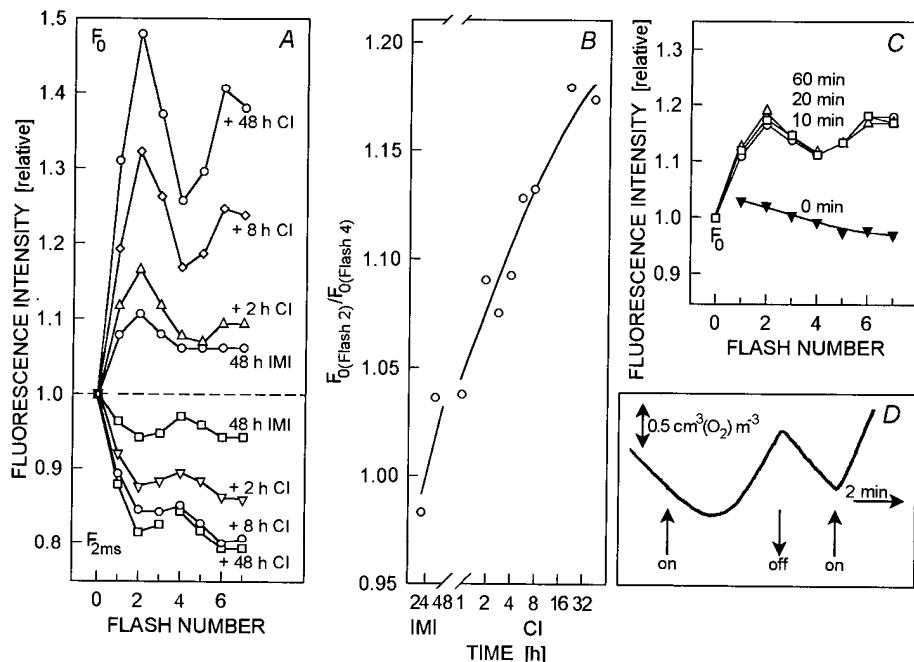 A
F0
FLUORESCENCE INTENSITY [relative]
1.5
1.4
1.3
1.2
1.1
1.0
0.9
0.8
+ 48 h CI
+ 8 h CI
+ 2 h CI
48 h IMI
48 h IMI
+ 2 h CI
+ 8 h CI
+ 48 h CI
F2ms
0 2 4 6
FLASH NUMBER
B
F0(Flash 2)/F0(Flash 4)
1.20
1.15
1.10
1.05
1.00
0.95
24 48 1 2 4 8 16 32
IMI CI
TIME [h]
C
FLUORESCENCE INTENSITY [relative]
1.3
1.2
1.1
1.0
0.9
60 min
20 min
10 min
0 min
F0
0 2 4 6
FLASH NUMBER
D
0.5 cm³(O2) m⁻³
2 min
on off on